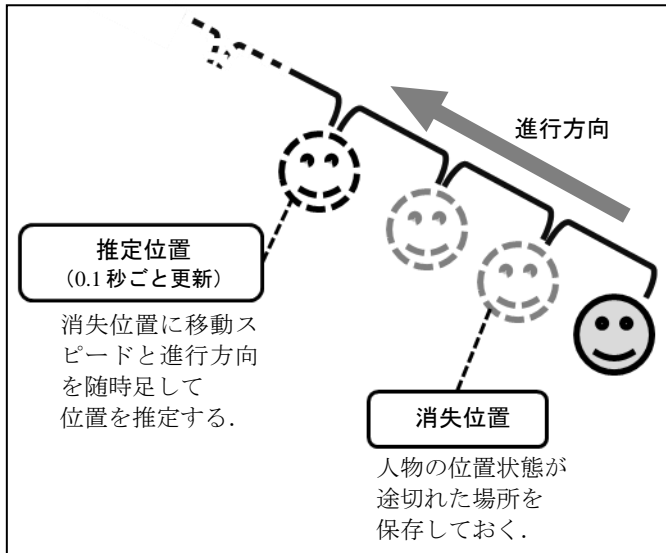 進行方向
推定位置
（0.1 秒ごと更新）
消失位置に移動ス
ピードと進行方向
を随時足して
位置を推定する．
消失位置
人物の位置状態が
途切れた場所を
保存しておく．